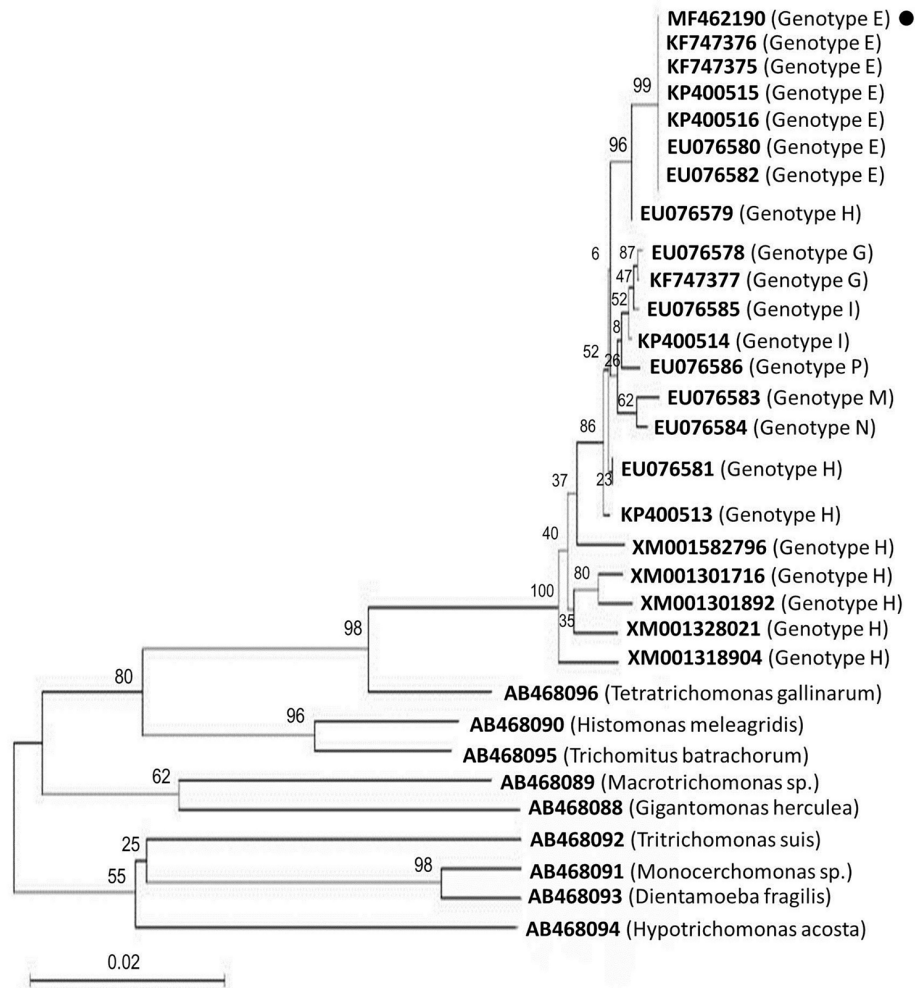 MF462190 (Genotype E)
99
KF747376 (Genotype E)
KF747375 (Genotype E)
KP400515 (Genotype E)
KP400516 (Genotype E)
96
EU076580 (Genotype E)
EU076582 (Genotype E)
EU076579 (Genotype H)
6
87
EU076578 (Genotype G)
47
KF747377 (Genotype G)
52
EU076585 (Genotype I)
8
KP400514 (Genotype I)
52
26
EU076586 (Genotype P)
62
EU076583 (Genotype M)
86
EU076584 (Genotype N)
37
23
EU076581 (Genotype H)
KP400513 (Genotype H)
40
XM001582796 (Genotype H)
80
XM001301716 (Genotype H)
100
XM001301892 (Genotype H)
35
XM001328021 (Genotype H)
98
XM001318904 (Genotype H)
80
AB468096 (Tetratrichomonas gallinarum)
96
AB468090 (Histomonas meleagridis)
AB468095 (Trichomitus batrachorum)
62
AB468089 (Macrotrichomonas sp.)
AB468088 (Gigantomonas herculea)
25
AB468092 (Tritrichomonas suis)
55
98
AB468091 (Monocerchomonas sp.)
AB468093 (Dientamoeba fragilis)
AB468094 (Hypotrichomonas acosta)
0.02